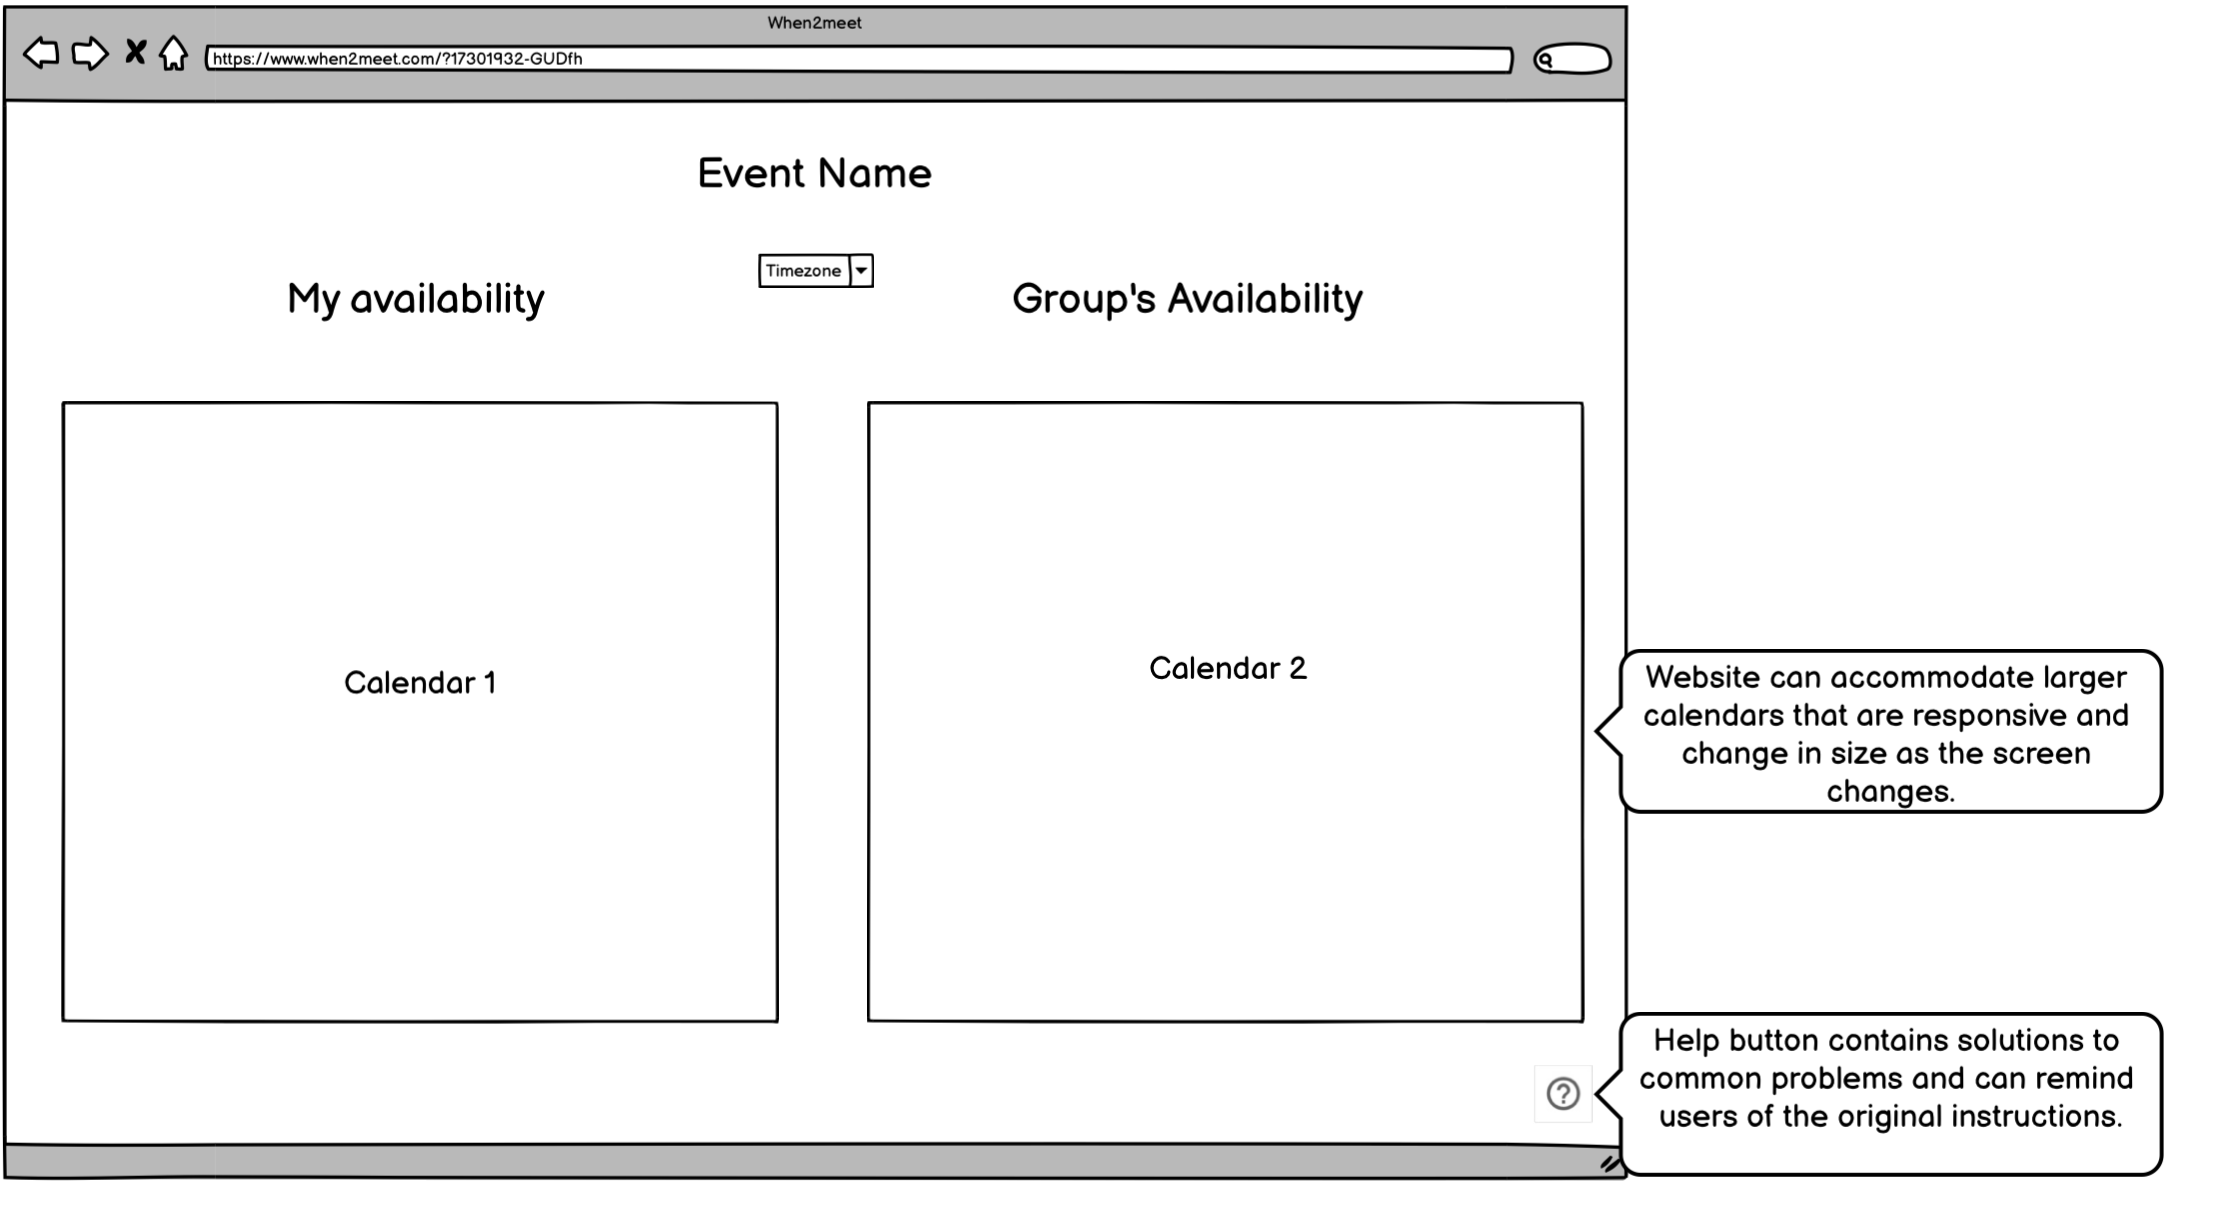 When2meet
https://www.when2meet.com/?17301932-GUDfh
Event Name
Timezone
My availability
Group's Availability
Calendar 1
Calendar 2
Website can accommodate larger
calendars that are responsive and
change in size as the screen
changes.
Help button contains solutions to
common problems and can remind
users of the original instructions.
?